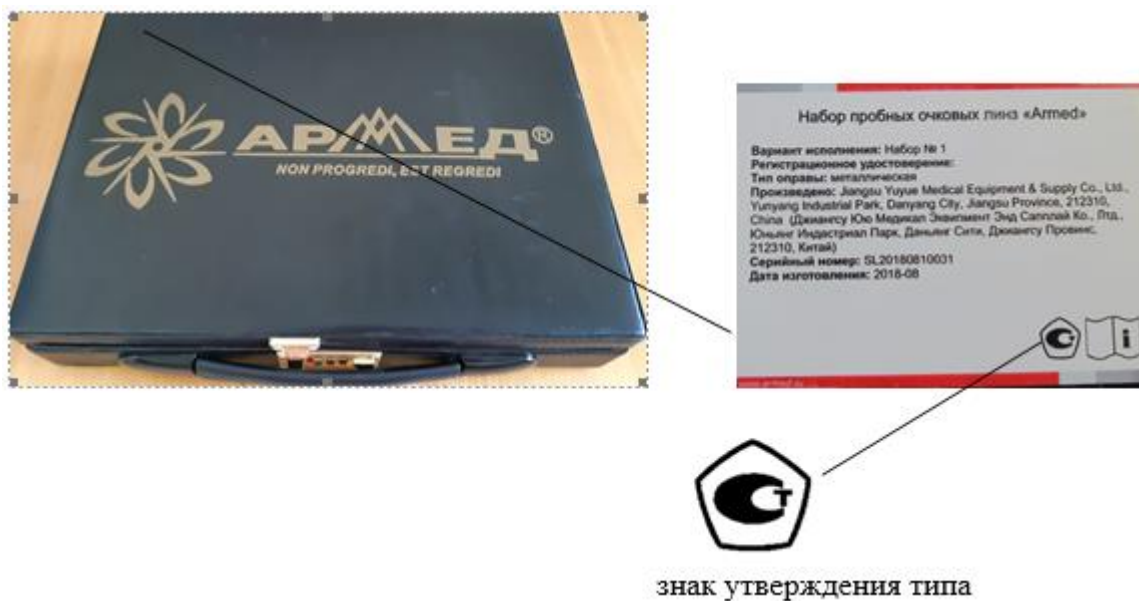 АРМЕД®
NON PROGREDI, EST REGREDI
Набор пробных очковых линз «Armed»
Вариант исполнения: Набор № 1
Регистрационное удостоверение:
Тип оправы: металлическая
Произведено: Jiangsu Yuyue Medical Equipment & Supply Co., Ltd.,
Yunyang Industrial Park, Danyang City, Jiangsu Province, 212310,
China (Джиангсу Юю Медикал Эквипмент Энд Сапплай Ко., Лтд.,
Юньянг Индастриал Парк, Даньянг Сити, Джиангсу Провинс,
212310, Китай)
Серийный номер: SL20180810031
Дата изготовления: 2018-08
i
Т
знак утверждения типа